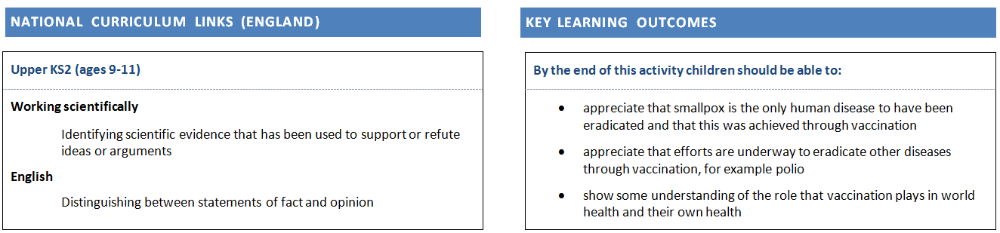 NATIONAL CURRICULUM LINKS (ENGLAND)
Upper KS2 (ages 9-11)
Working scientifically
Identifying scientific evidence that has been used to support or refute
ideas or arguments
English
Distinguishing between statements of fact and opinion
KEY LEARNING OUTCOMES
By the end of this activity children should be able to:
• appreciate that smallpox is the only human disease to have been
eradicated and that this was achieved through vaccination
• appreciate that efforts are underway to eradicate other diseases
through vaccination, for example polio
• show some understanding of the role that vaccination plays in world
health and their own health